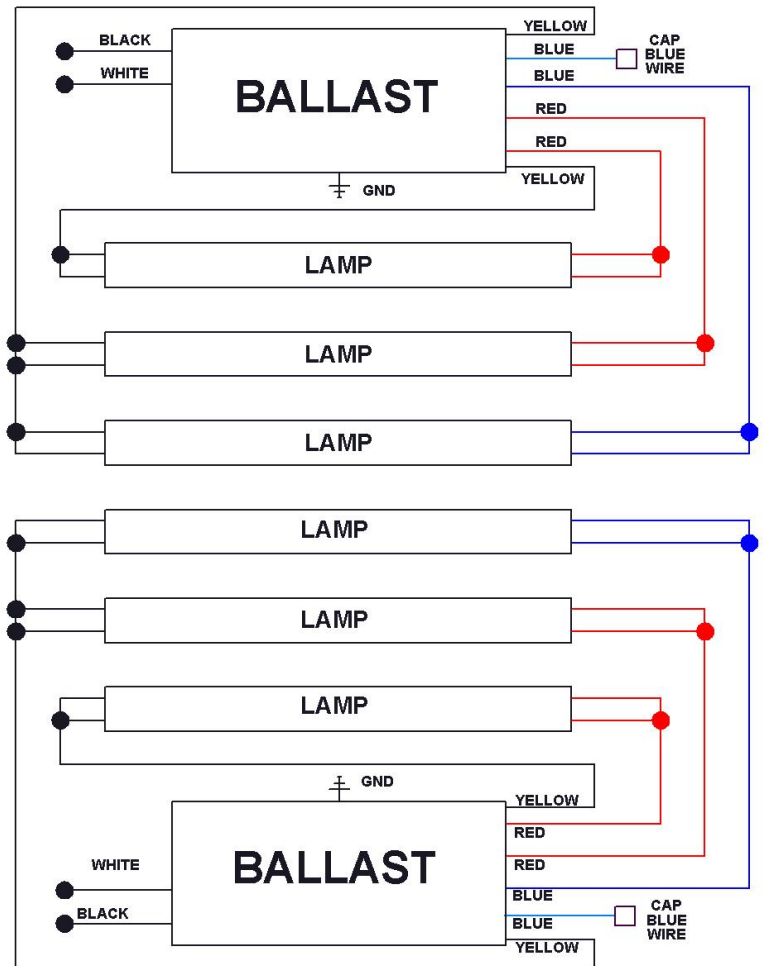 YELLOW
BLACK
BLUE
CAP
BLUE
WIRE
WHITE
BLUE
BALLAST
RED
RED
YELLOW
GND
LAMP
LAMP
LAMP
LAMP
LAMP
LAMP
GND
YELLOW
RED
WHITE
BALLAST
RED
BLUE
CAP
BLUE
WIRE
BLACK
BLUE
YELLOW